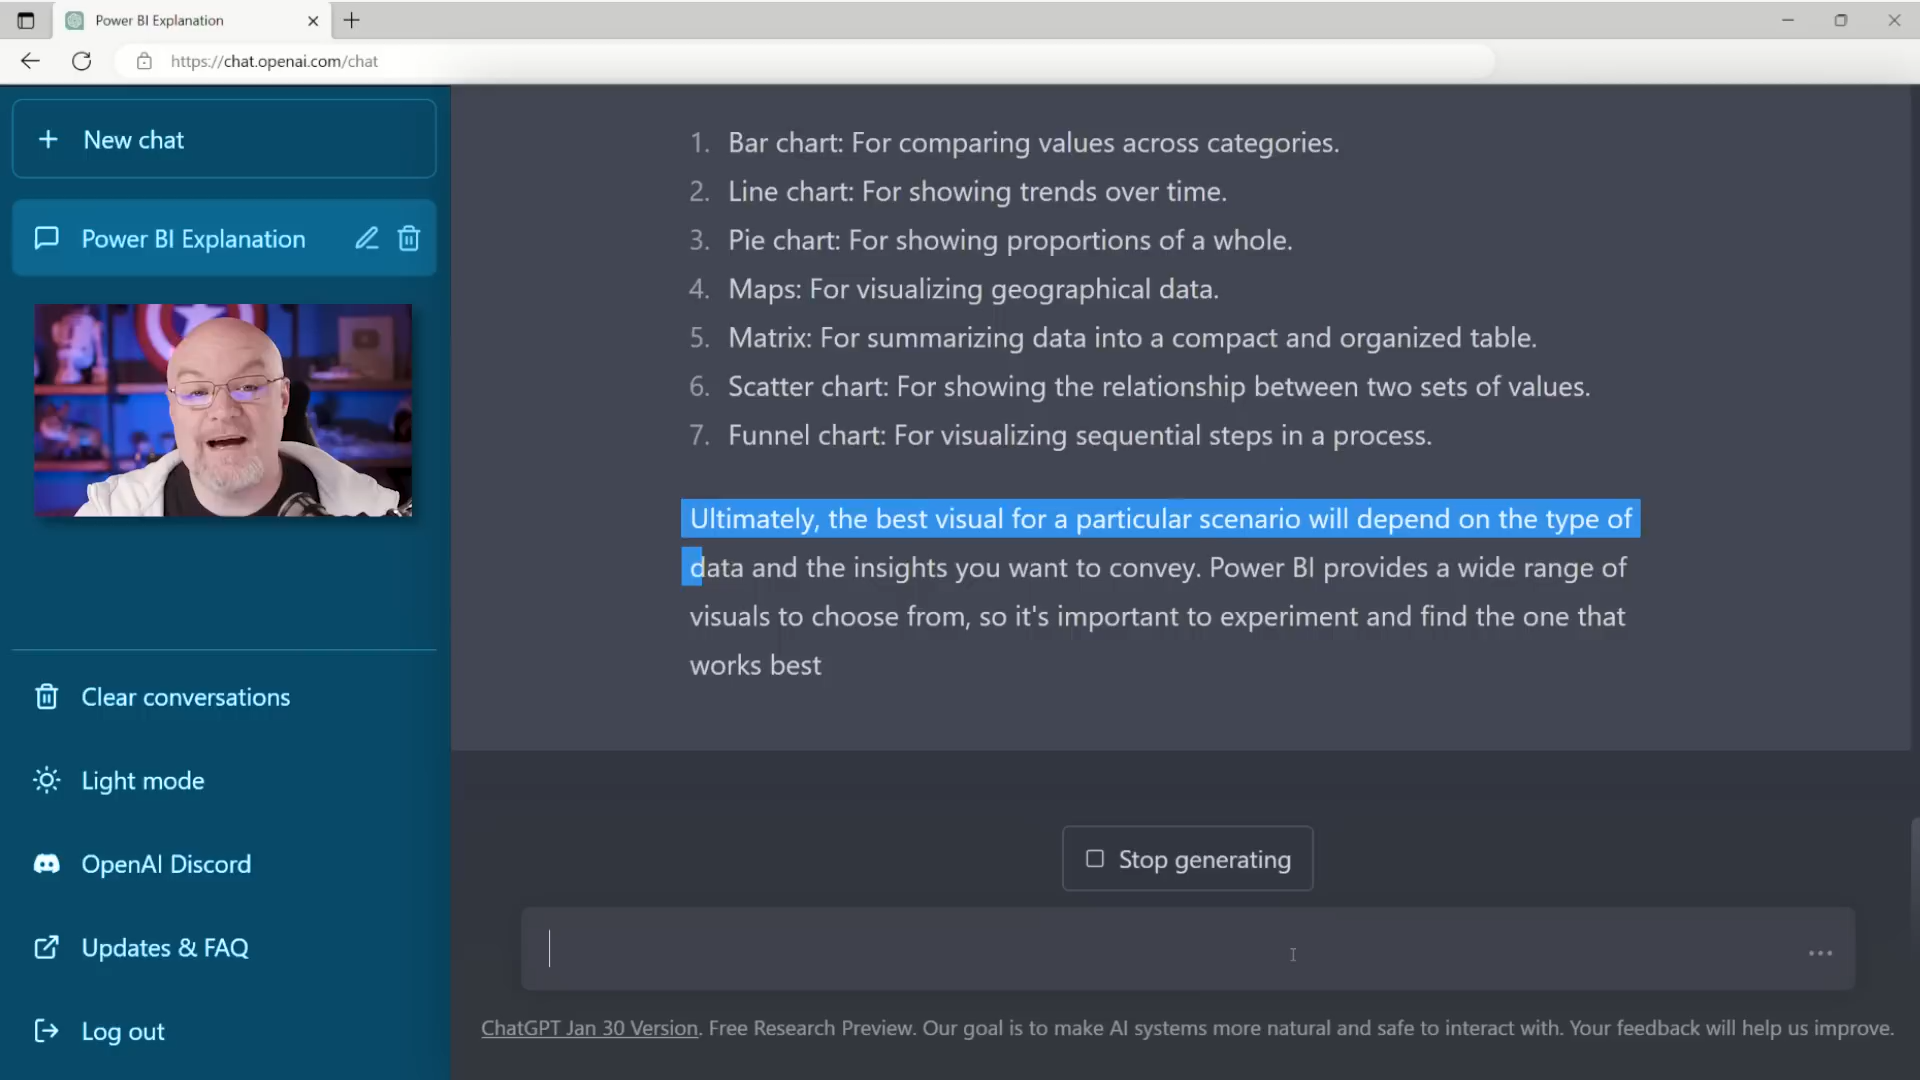 Power BI Explanation
https://chat.openai.com/chat
New chat
Power BI Explanation
Clear conversations
Light mode
OpenAI Discord
Updates & FAQ
Log out
1. Bar chart: For comparing values across categories.
2. Line chart: For showing trends over time.
3. Pie chart: For showing proportions of a whole.
4. Maps: For visualizing geographical data.
5. Matrix: For summarizing data into a compact and organized table.
6. Scatter chart: For showing the relationship between two sets of values.
7. Funnel chart: For visualizing sequential steps in a process.
Ultimately, the best visual for a particular scenario will depend on the type of
data and the insights you want to convey. Power BI provides a wide range of
visuals to choose from, so it's important to experiment and find the one that
works best
Stop generating
ChatGPT Jan 30 Version. Free Research Preview. Our goal is to make AI systems more natural and safe to interact with. Your feedback will help us improve.